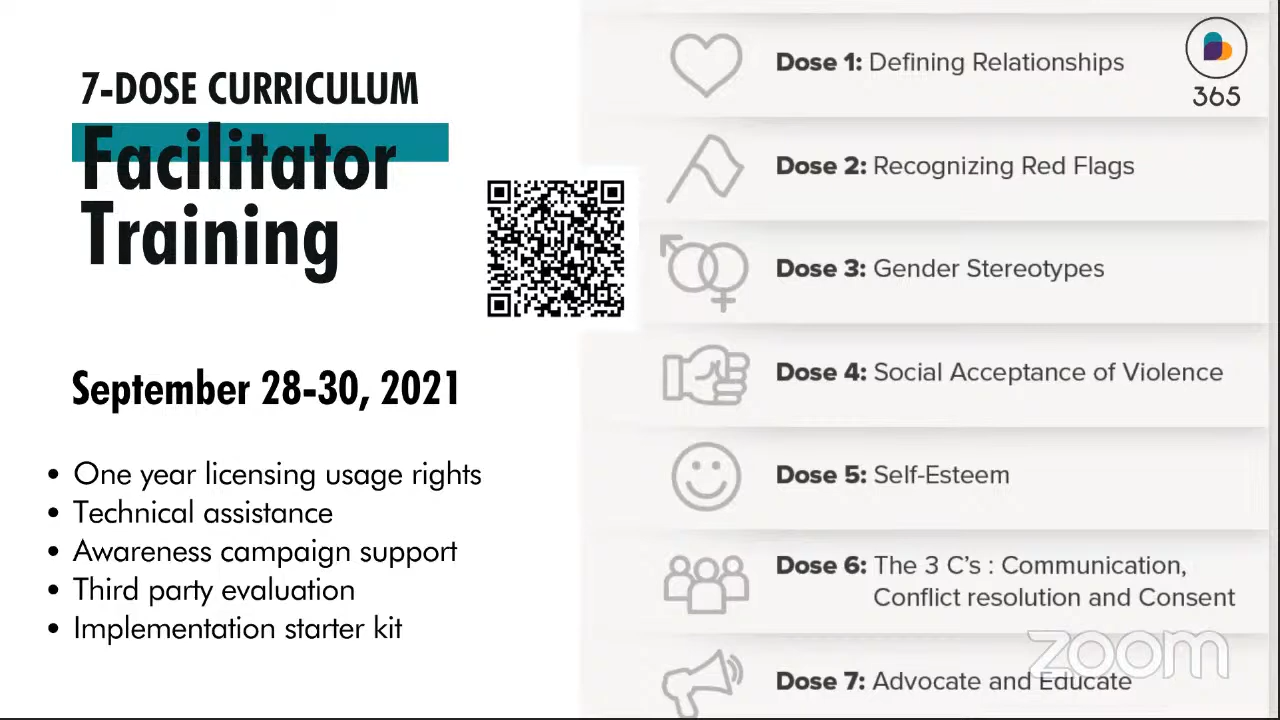 7-DOSE CURRICULUM
Facilitator
Training
September 28-30, 2021
• One year licensing usage rights
• Technical assistance
• Awareness campaign support
• Third party evaluation
• Implementation starter kit
Dose 1: Defining Relationships
365
Dose 2: Recognizing Red Flags
Dose 3: Gender Stereotypes
Dose 4: Social Acceptance of Violence
Dose 5: Self-Esteem
Dose 6: The 3 C's : Communication,
Conflict resolution and Consent
zoom
Dose 7: Advocate and Educate